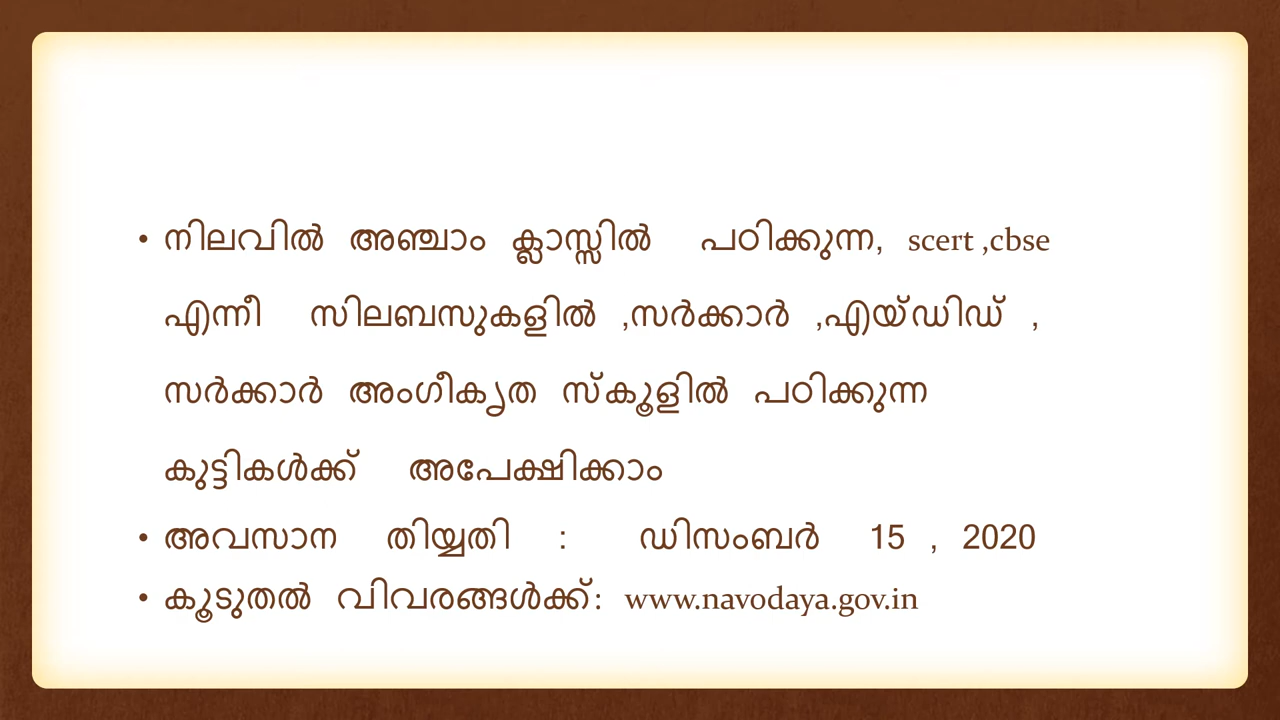 • നിലവിൽ അഞ്ചാം ക്ലാസ്സിൽ പഠിക്കുന്ന, scert ,cbse
എന്നീ സിലബസുകളിൽ ,സർക്കാർ ,എയ്ഡിഡ് ,
സർക്കാർ അംഗീകൃത സ്കൂളിൽ പഠിക്കുന്ന
കുട്ടികൾക്ക് അപേക്ഷിക്കാം
• അവസാന തിയ്യതി : ഡിസംബർ 15 , 2020
• കൂടുതൽ വിവരങ്ങൾക്ക്: www.navodaya.gov.in